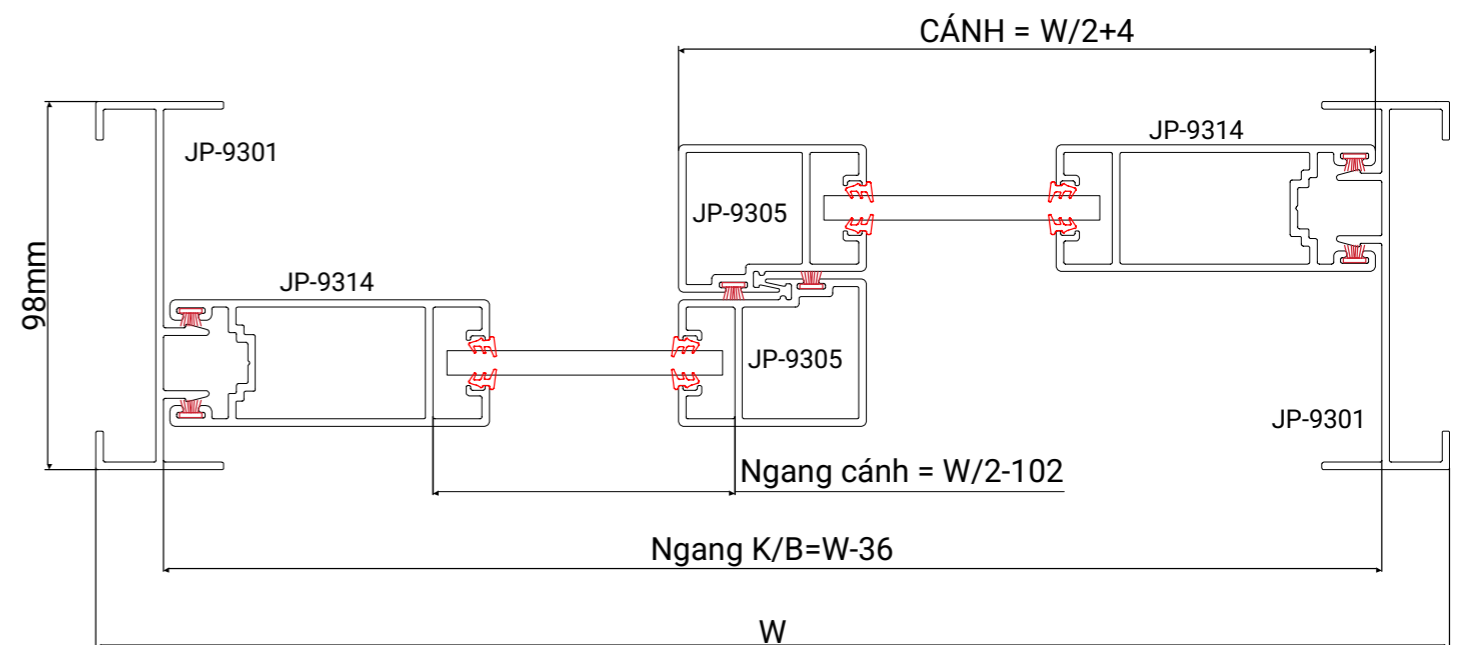 CÁNH = W/2+4
JP-9314
JP-9301
JP-9305
98mm
JP-9314
JP-9305
JP-9301
Ngang cánh = W/2-102
Ngang K/B=W-36
W